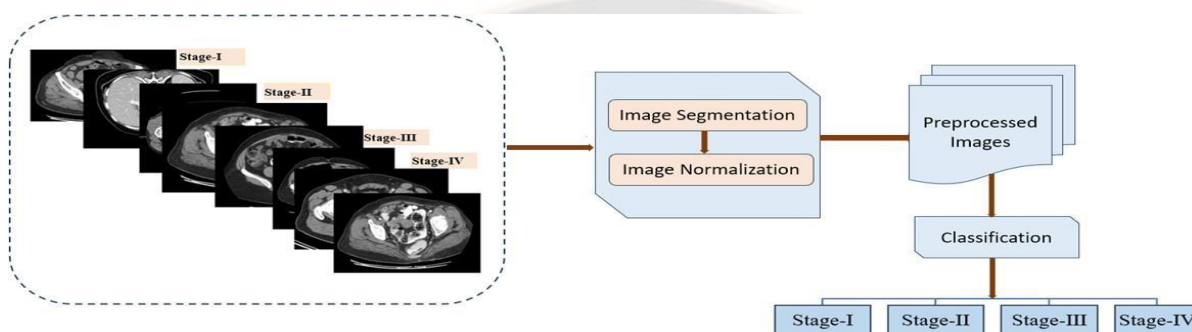 Stage-I
Stage-II
Stage-III
Stage-IV
Image Segmentation
Image Normalization
Preprocessed
Images
Classification
Stage-I
Stage-II
Stage-III
Stage-IV